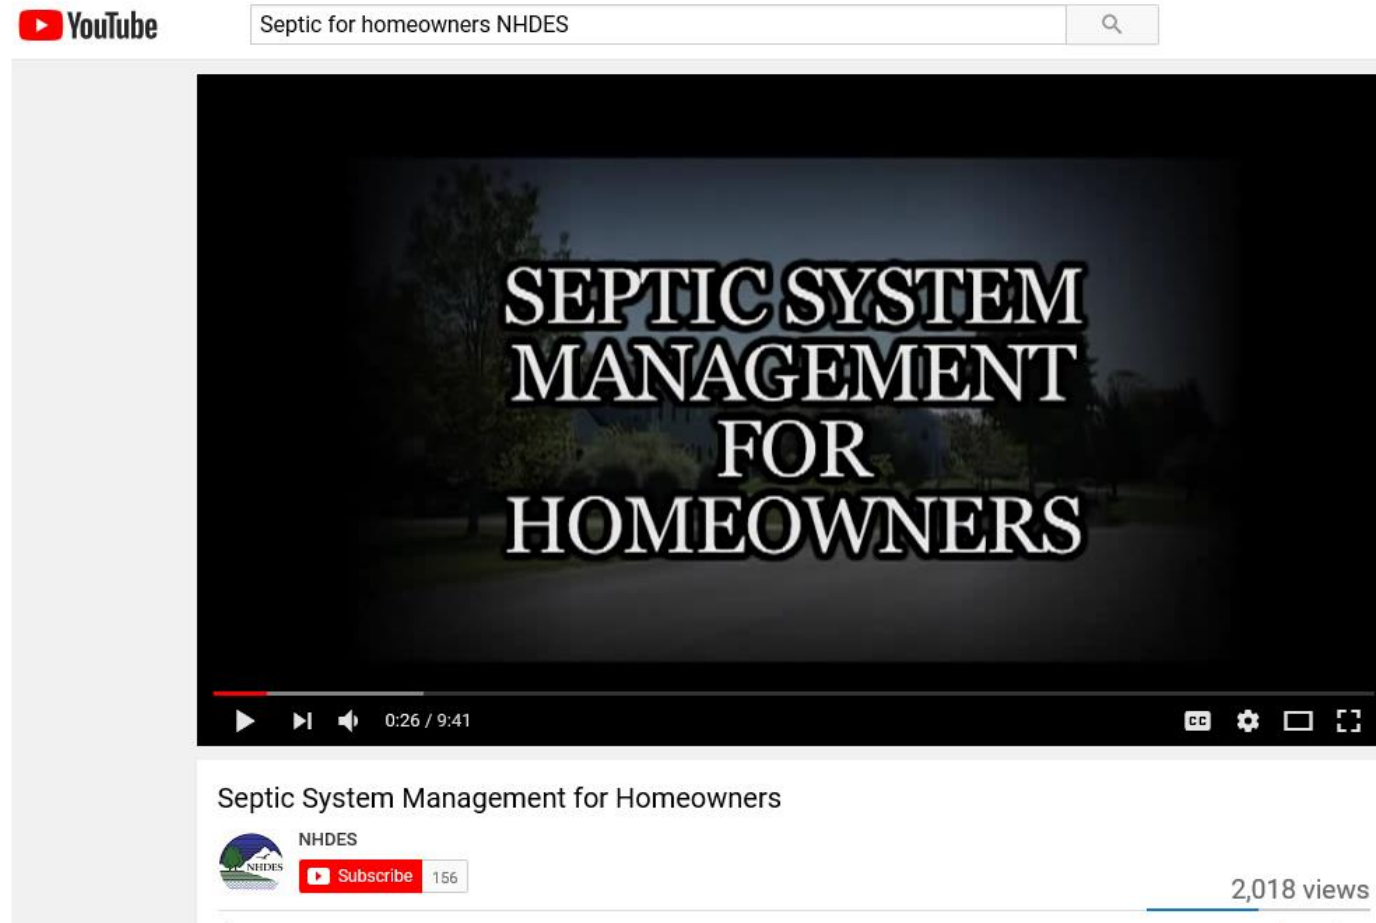 YouTube
Septic for homeowners NHDES
SEPTIC SYSTEM
MANAGEMENT
FOR
HOMEOWNERS
0:26 / 9:41
CC
Septic System Management for Homeowners
NHDES
NHDES
Subscribe 156
2,018 views